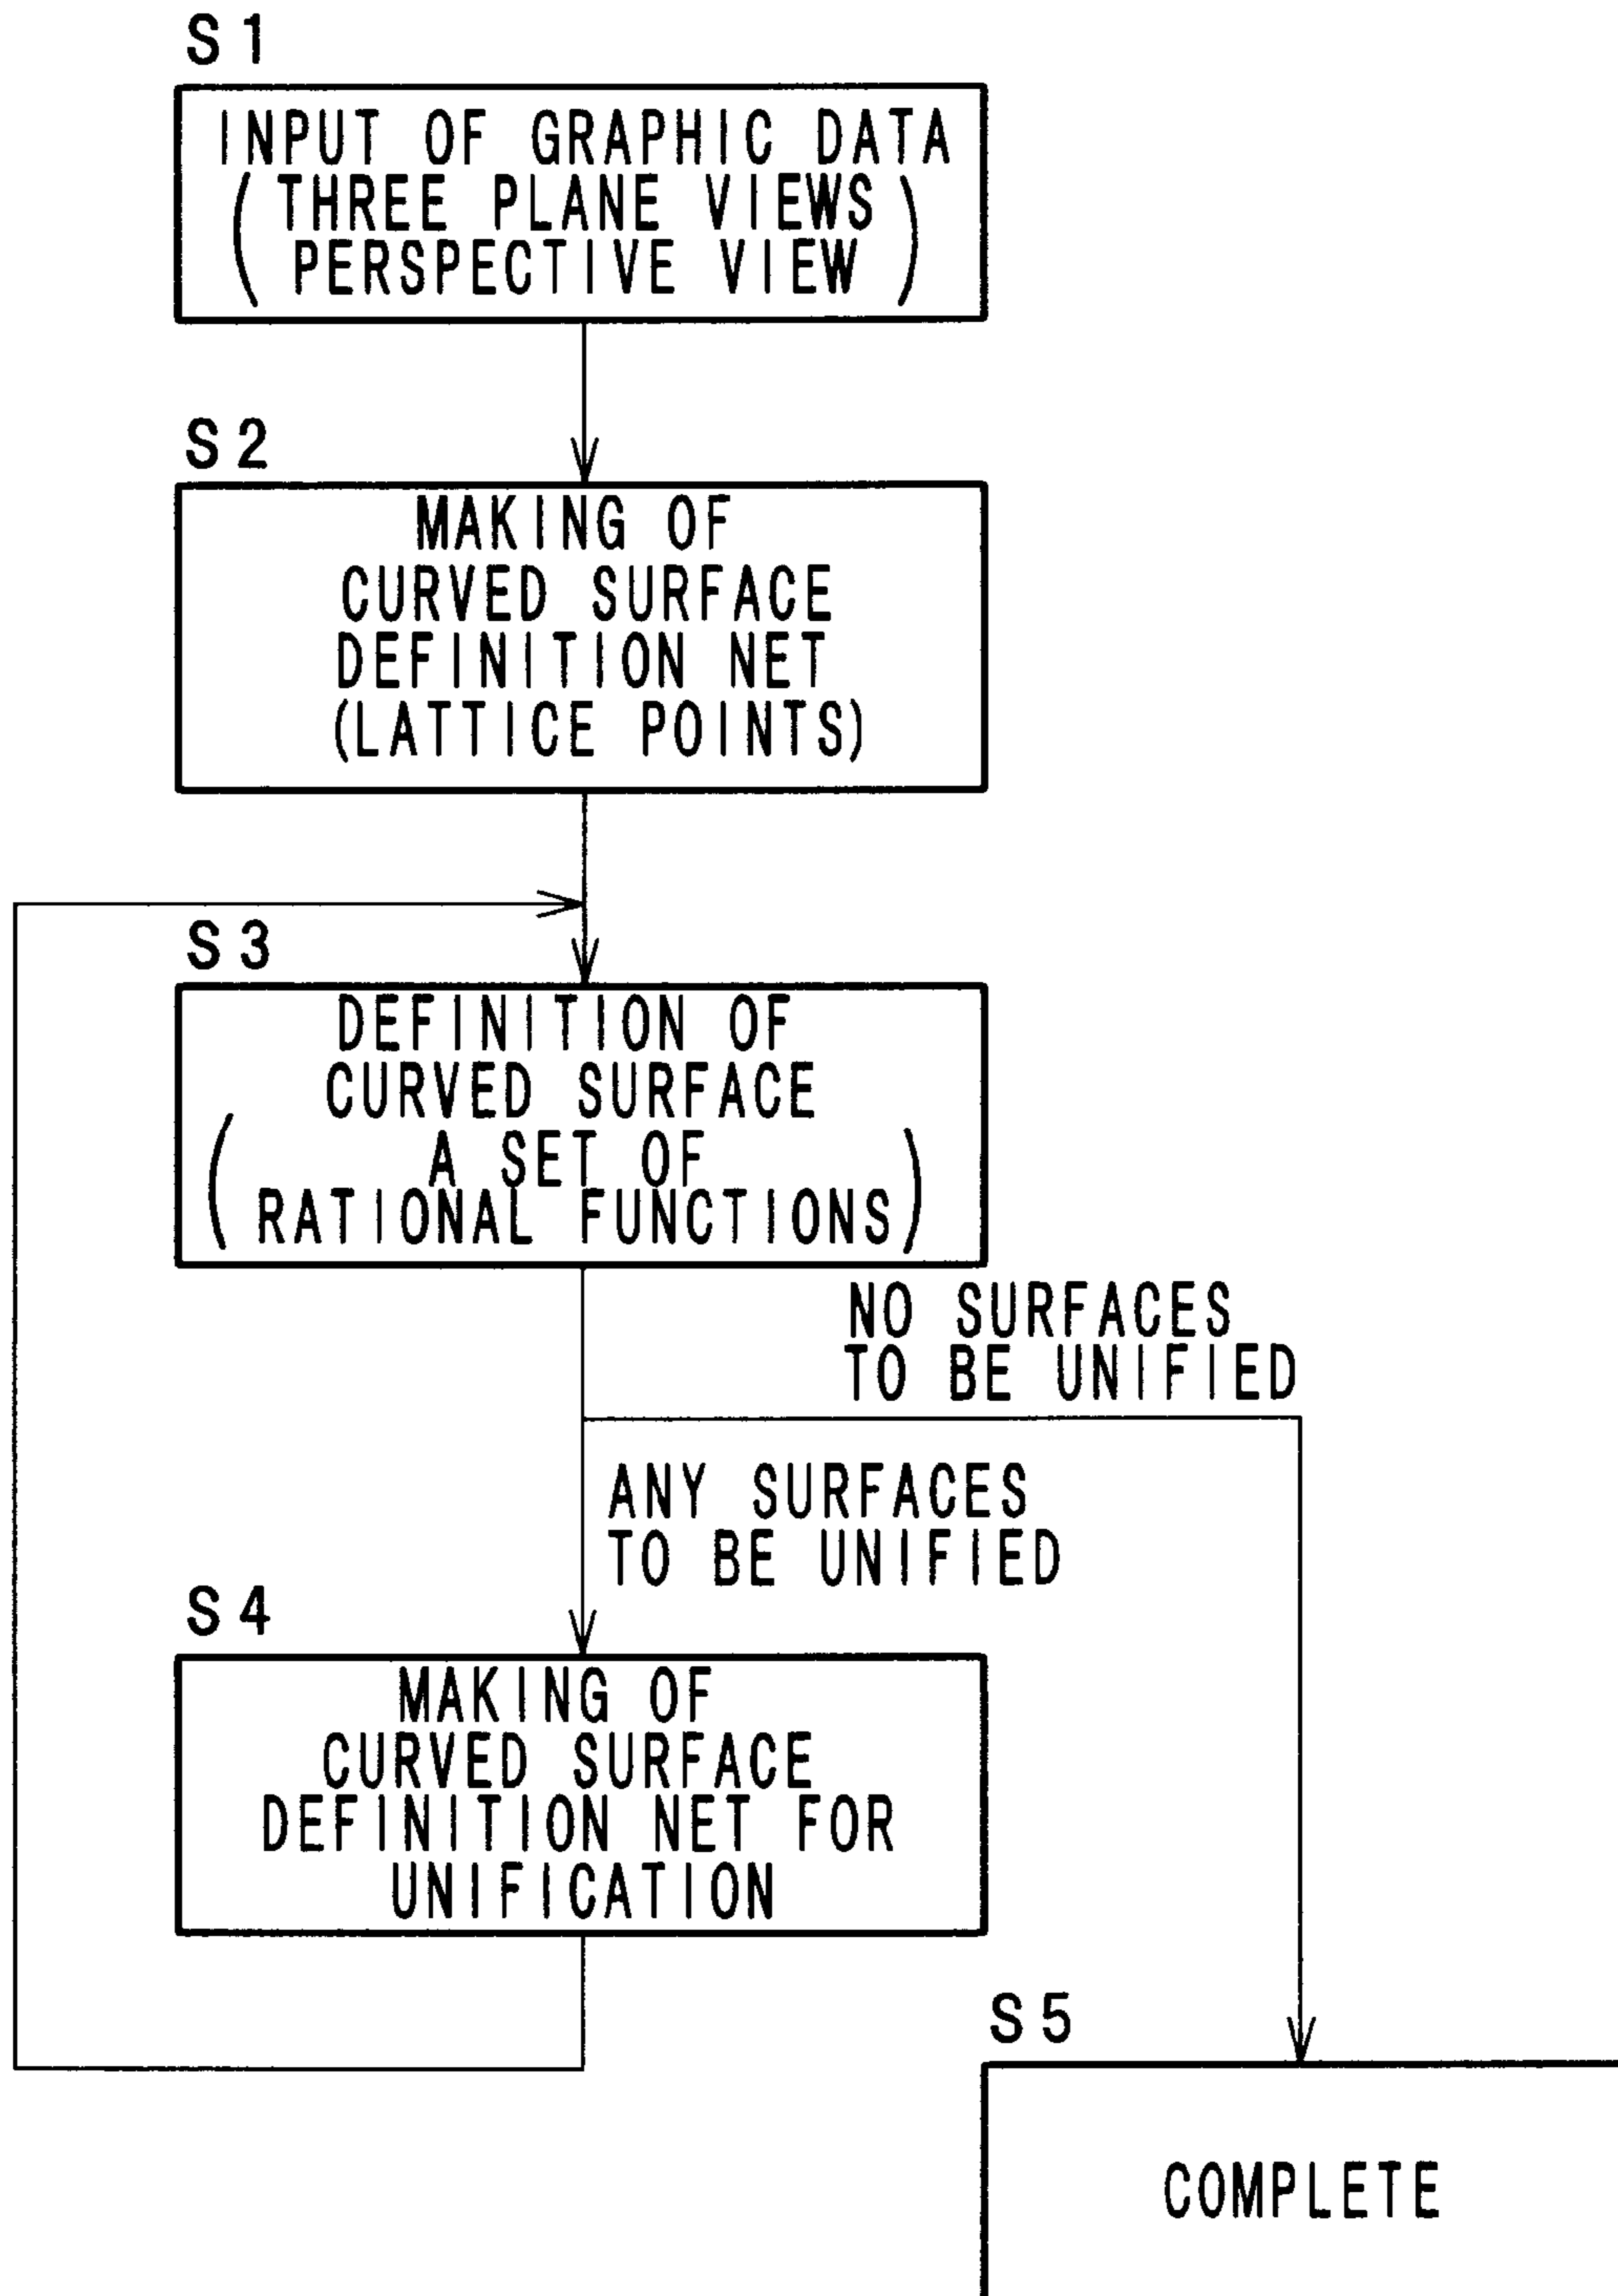 S1
INPUT OF GRAPHIC DATA
(THREE PLANE VIEWS
PERSPECTIVE VIEW)
S2
MAKING OF
CURVED SURFACE
DEFINITION NET
(LATTICE POINTS)
S3
DEFINITION OF
CURVED SURFACE
(A SET OF
RATIONAL FUNCTIONS)
NO SURFACES
TO BE UNIFIED
ANY SURFACES
TO BE UNIFIED
S4
MAKING OF
CURVED SURFACE
DEFINITION NET FOR
UNIFICATION
S5
COMPLETE